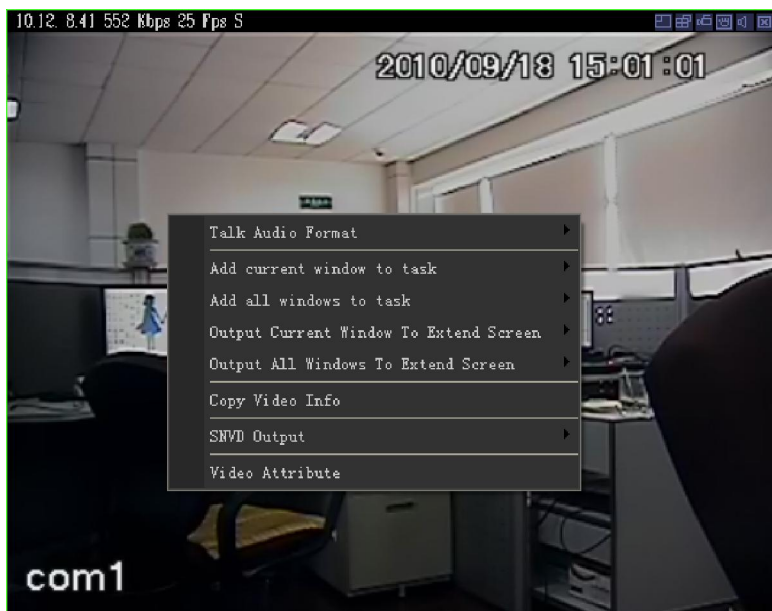 10.12. 8.41 552 Kbps 25 Fps S
2010/09/18 15:01:01
Talk Audio Format
Add current window to task
Add all windows to task
Output Current Window To Extend Screen
Output All Windows To Extend Screen
Copy Video Info
SNVD Output
Video Attribute
com1